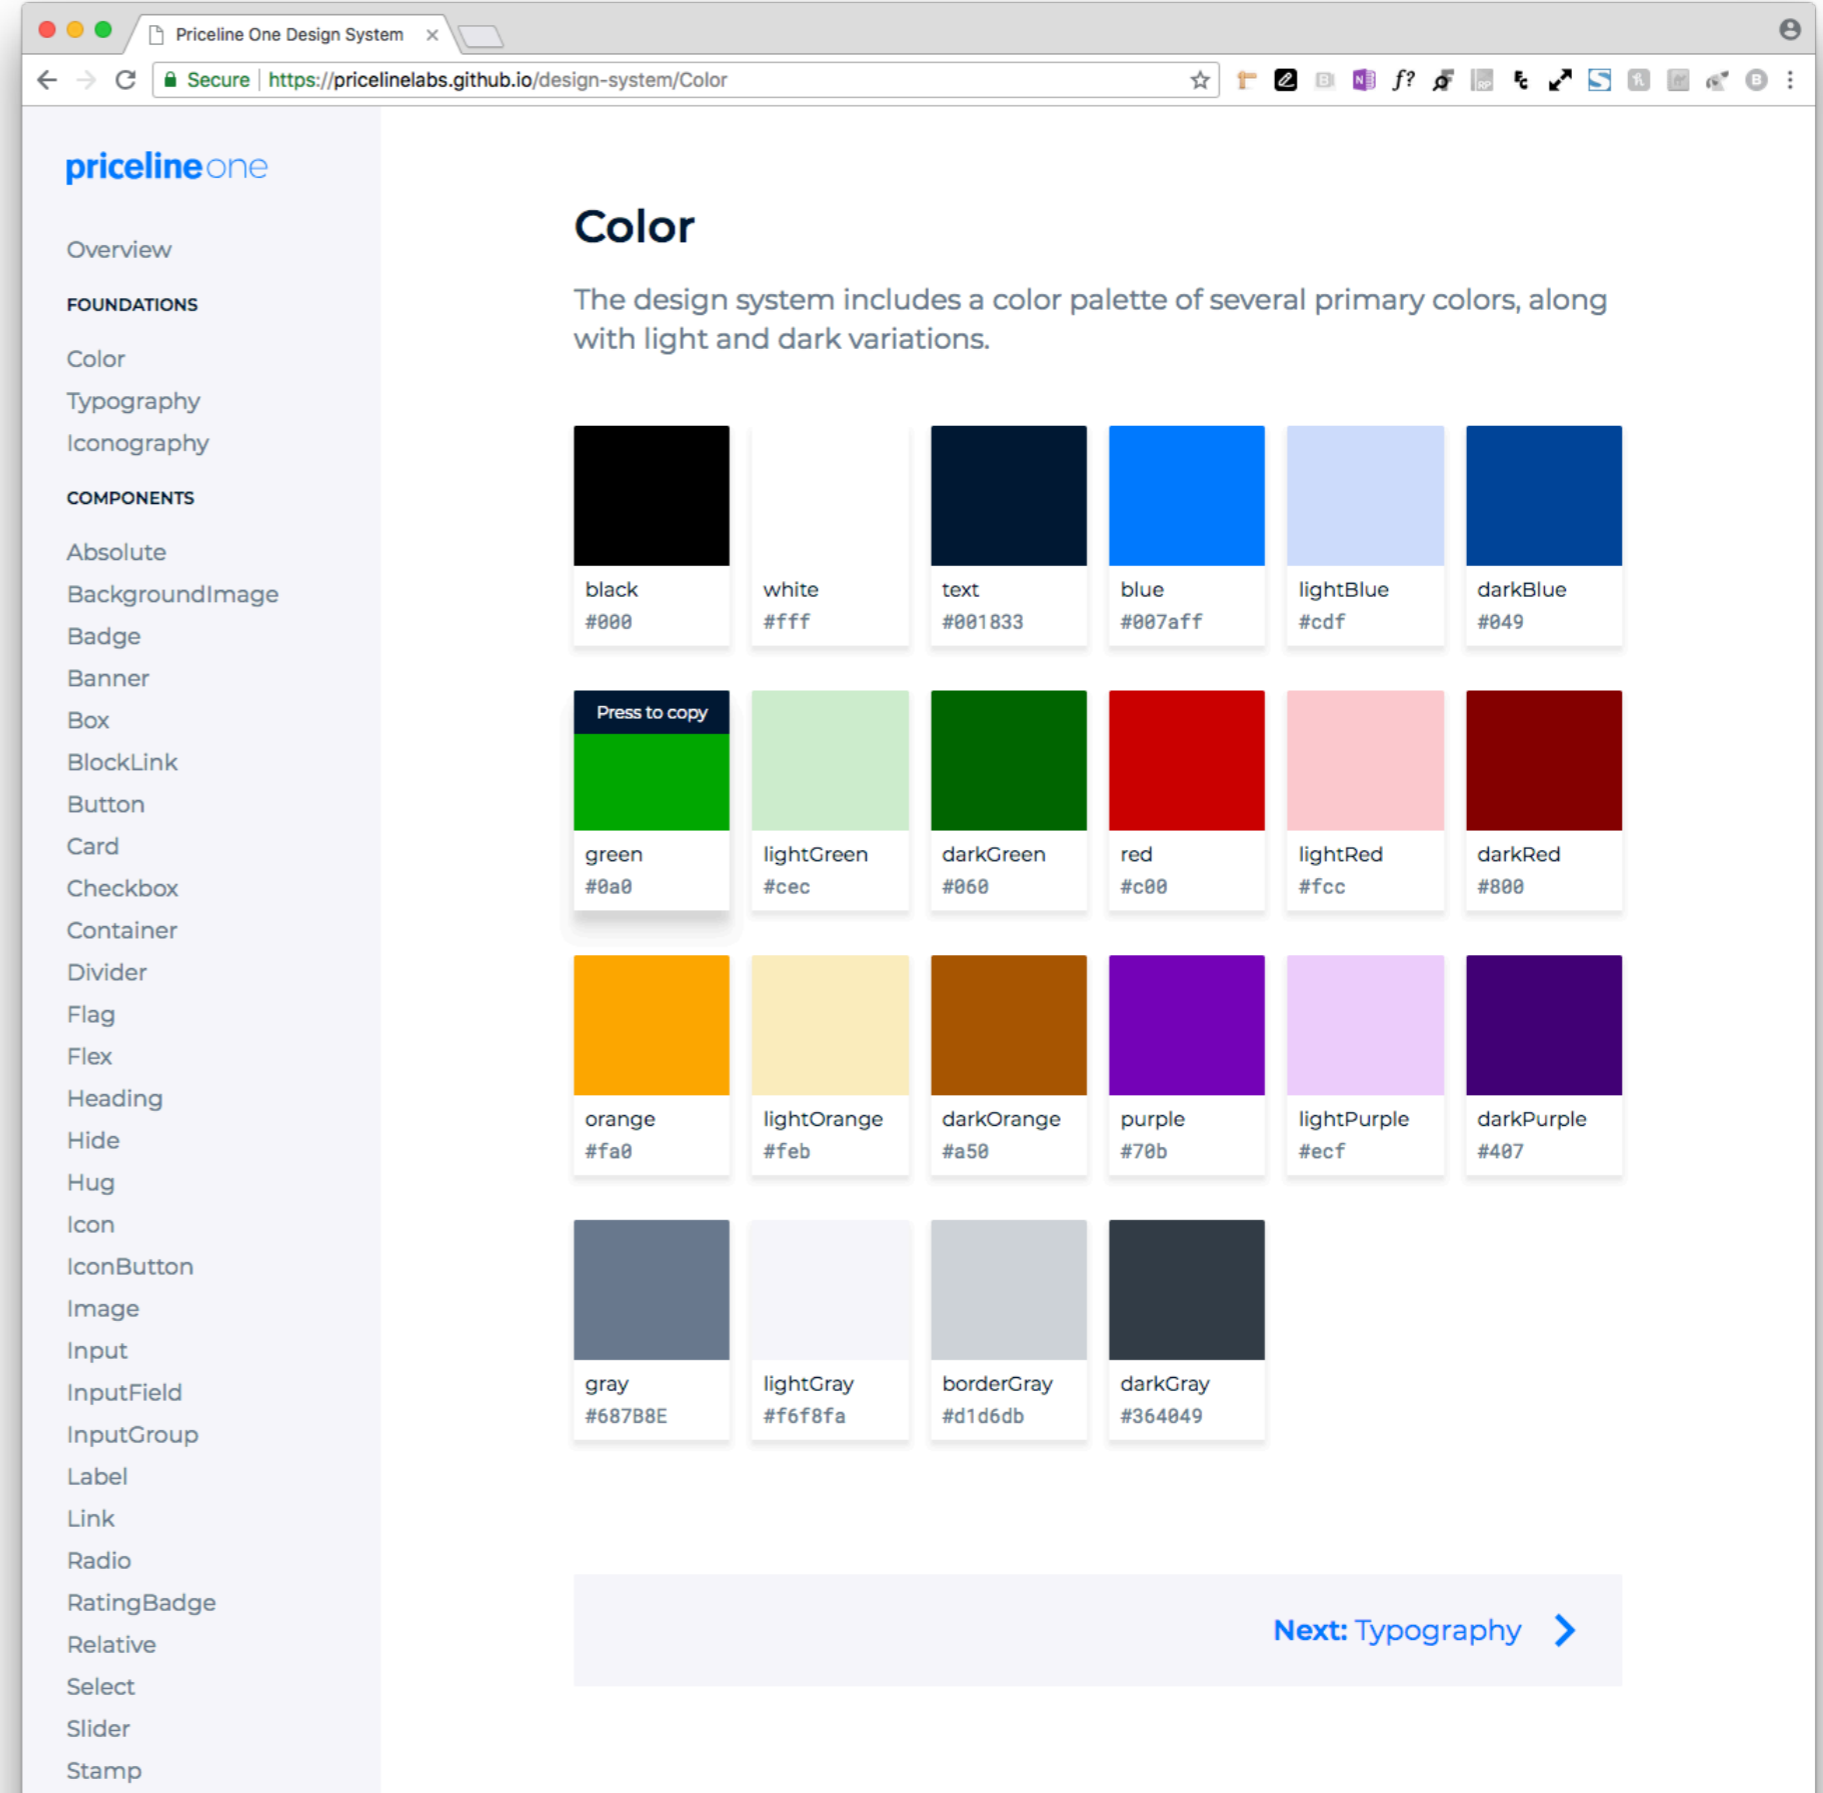 Priceline One Design System
Secure
https://pricelinelabs.github.io/design-system/Color
pricelineone
Overview
FOUNDATIONS
Color
Typography
Iconography
COMPONENTS
Absolute
BackgroundImage
Badge
Banner
Box
BlockLink
Button
Card
Checkbox
Container
Divider
Flag
Flex
Heading
Hide
Hug
Icon
IconButton
Image
Input
InputField
InputGroup
Label
Link
Radio
RatingBadge
Relative
Select
Slider
Stamp
Color
The design system includes a color palette of several primary colors, along
with light and dark variations.
black
#000
white
#fff
text
#001833
blue
#007aff
lightBlue
#cdf
darkBlue
#049
Press to copy
green
#0a0
lightGreen
#cec
darkGreen
#060
red
#c00
lightRed
#fcc
darkRed
#800
orange
#fa0
lightOrange
#feb
darkOrange
#a50
purple
#70b
lightPurple
#ecf
darkPurple
#407
gray
#687B8E
lightGray
#f6f8fa
borderGray
#d1d6db
darkGray
#364049
Next: Typography